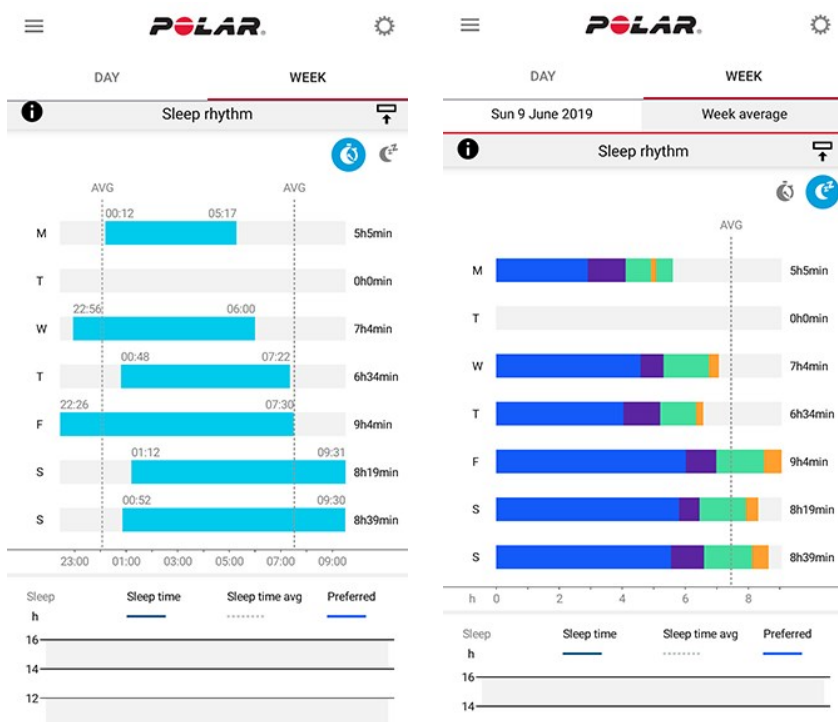 POLAR.
DAY WEEK
Sleep rhythm
AVG AVG
00:12 05:17
M 5h5min
T 0h0min
22:56 06:00
W 7h4min
00:48 07:22
T 6h34min
22:26 07:30
F 9h4min
01:12 09:31
S 8h19min
00:52 09:30
S 8h39min
23:00 01:00 03:00 05:00 07:00 09:00
Sleep Sleep time Sleep time avg Preferred
h
16
14
12
POLAR.
DAY WEEK
Sun 9 June 2019 Week average
Sleep rhythm
AVG
M 5h5min
T 0h0min
W 7h4min
T 6h34min
F 9h4min
S 8h19min
S 8h39min
h 0 2 4 6 8
Sleep Sleep time Sleep time avg Preferred
h
16
14